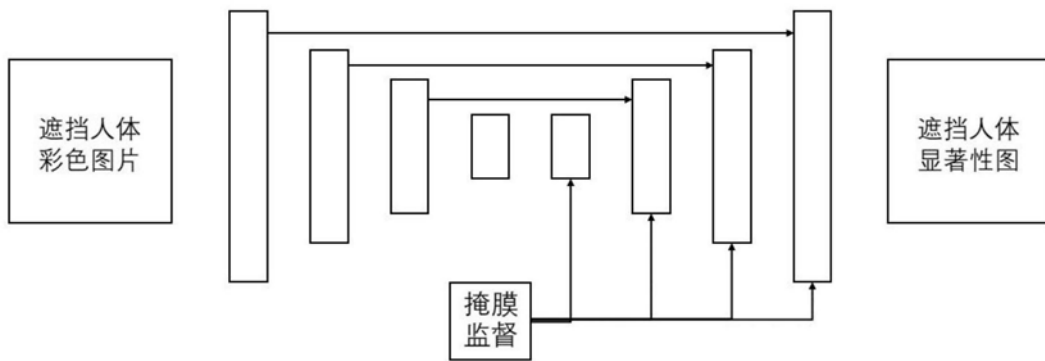 遮挡人体
彩色图片
掩膜
监督
遮挡人体
显著性图